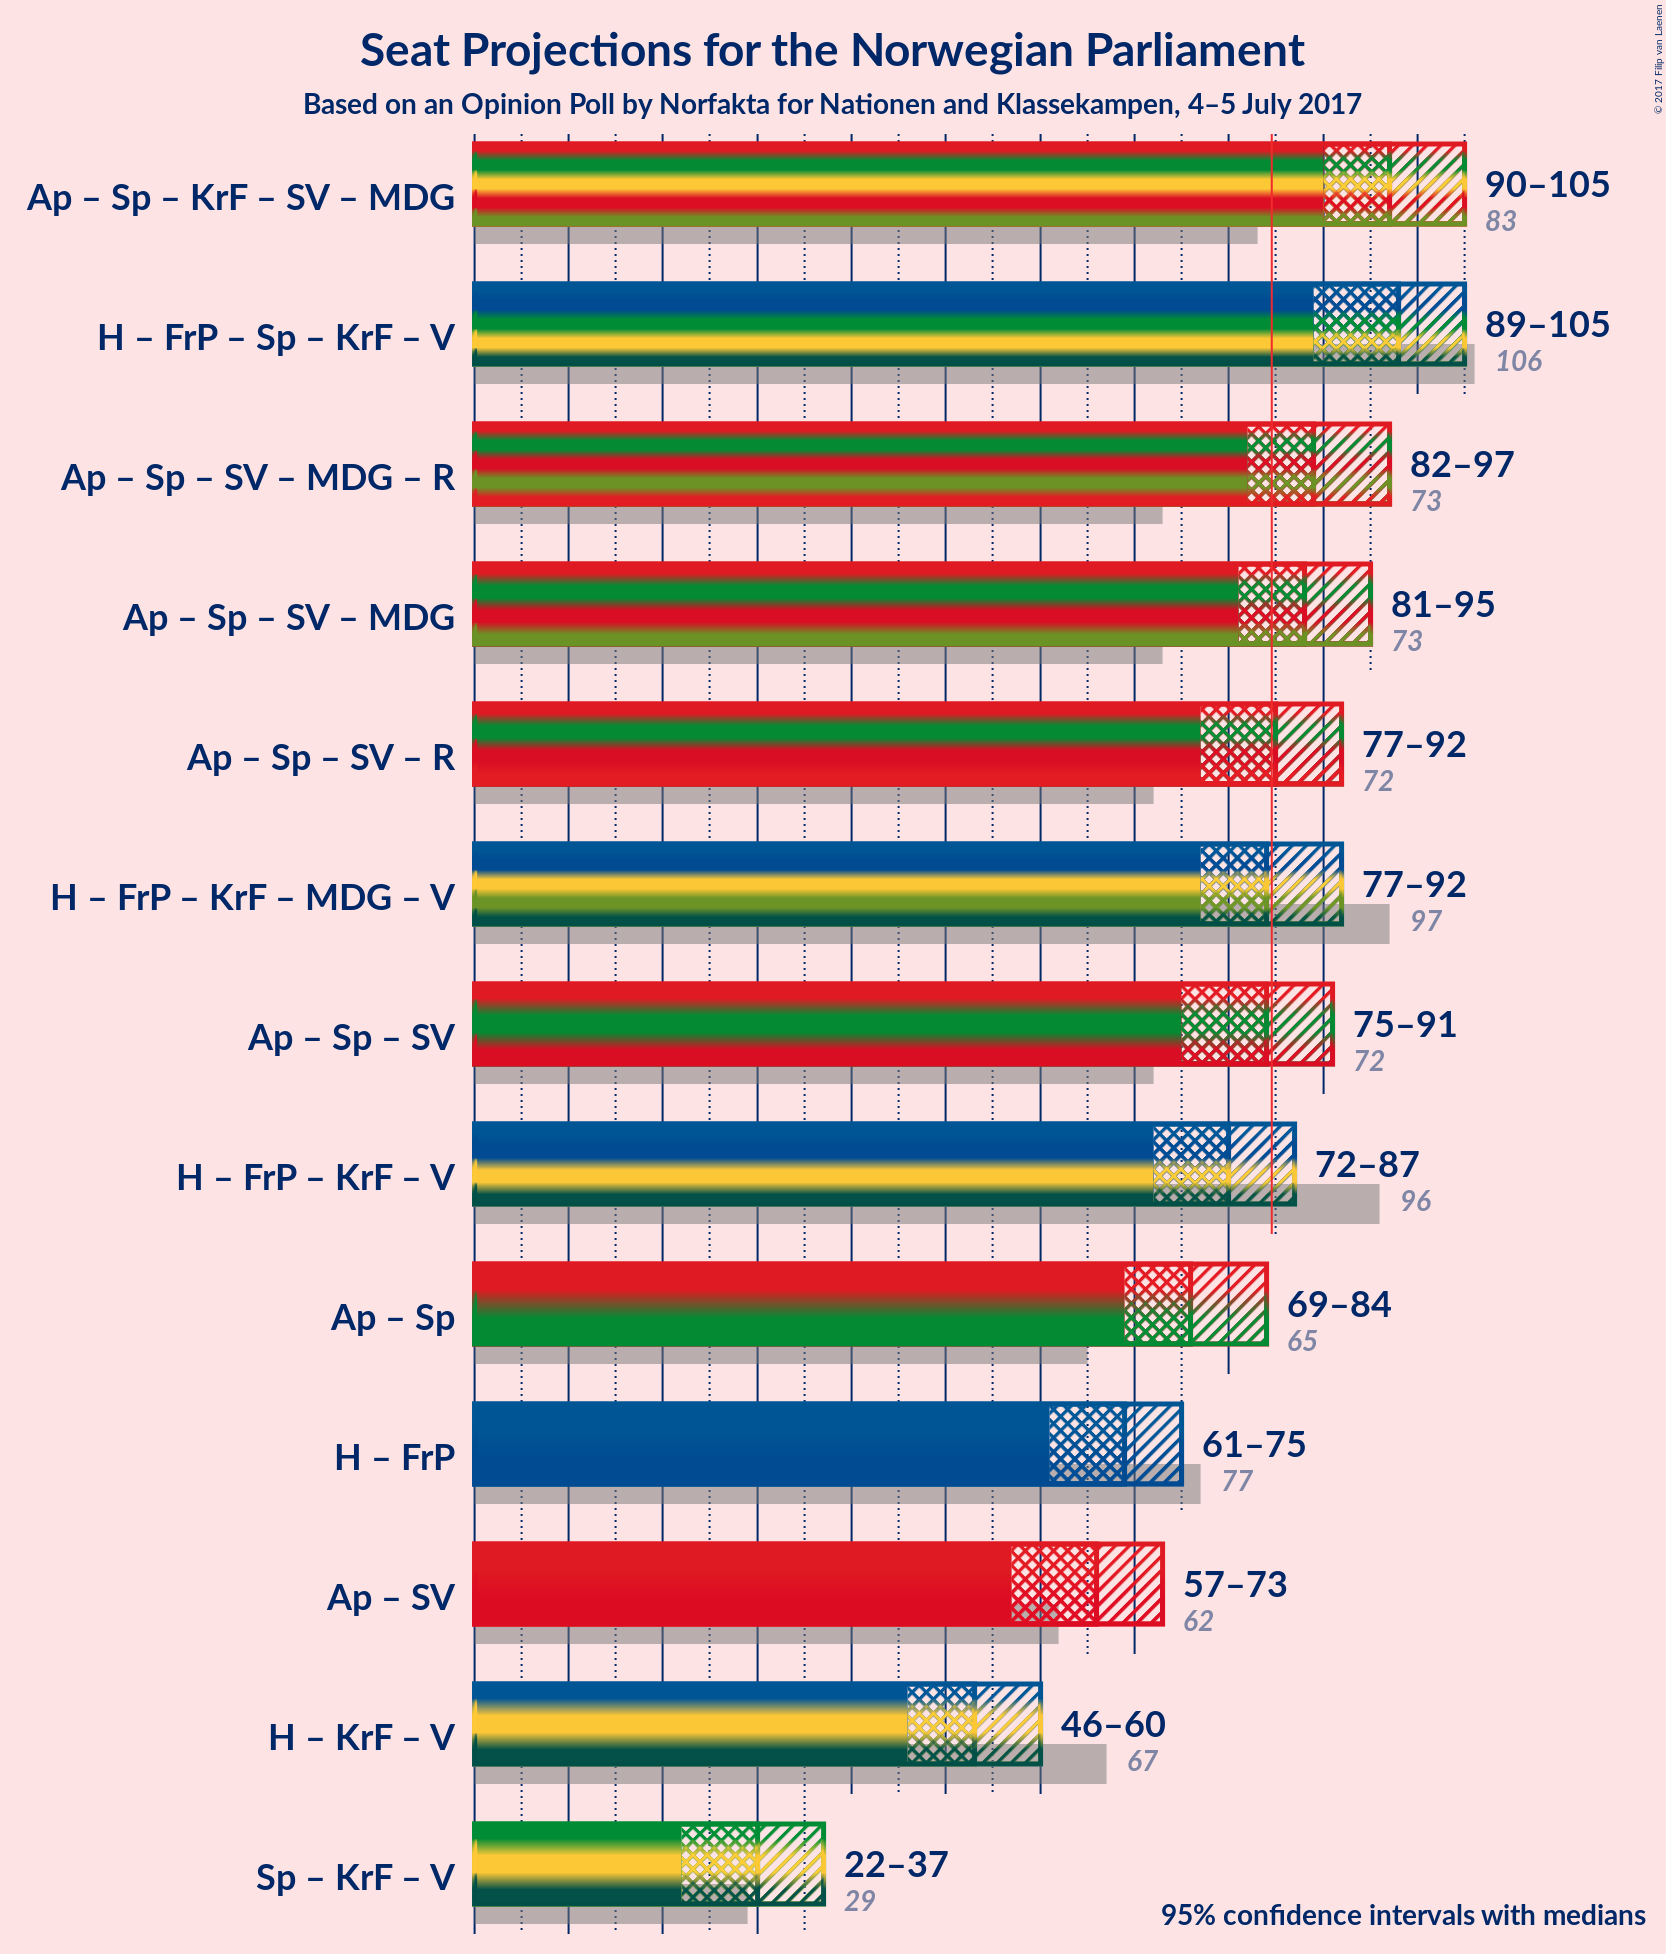 Seat Projections for the Norwegian Parliament
Based on an Opinion Poll by Norfakta for Nationen and Klassekampen, 4–5 July 2017
© 2017 Filip van Laenen
Ap – Sp – KrF – SV – MDG
90–105
83
H – FrP – Sp – KrF – V
89–105
106
Ap – Sp – SV – MDG – R
82–97
73
Ap – Sp – SV – MDG
81–95
73
Ap – Sp – SV – R
77–92
72
H – FrP – KrF – MDG – V
77–92
97
Ap – Sp – SV
75–91
72
H – FrP – KrF – V
72–87
96
Ap – Sp
69–84
65
H – FrP
61–75
77
Ap – SV
57–73
62
H – KrF – V
46–60
67
Sp – KrF – V
22–37
29
95% confidence intervals with medians